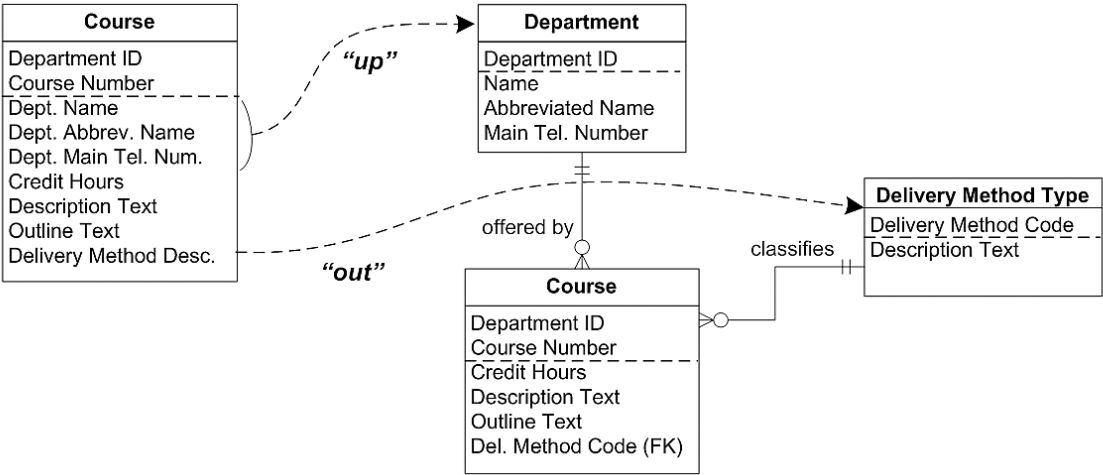 Course
Department ID
Course Number
Dept. Name
Dept. Abbrev. Name
Dept. Main Tel. Num.
Credit Hours
Description Text
Outline Text
Delivery Method Desc.
“up”
“out”
Department
Department ID
Name
Abbreviated Name
Main Tel. Number
offered by
Course
Department ID
Course Number
Credit Hours
Description Text
Outline Text
Del. Method Code (FK)
classifies
Delivery Method Type
Delivery Method Code
Description Text